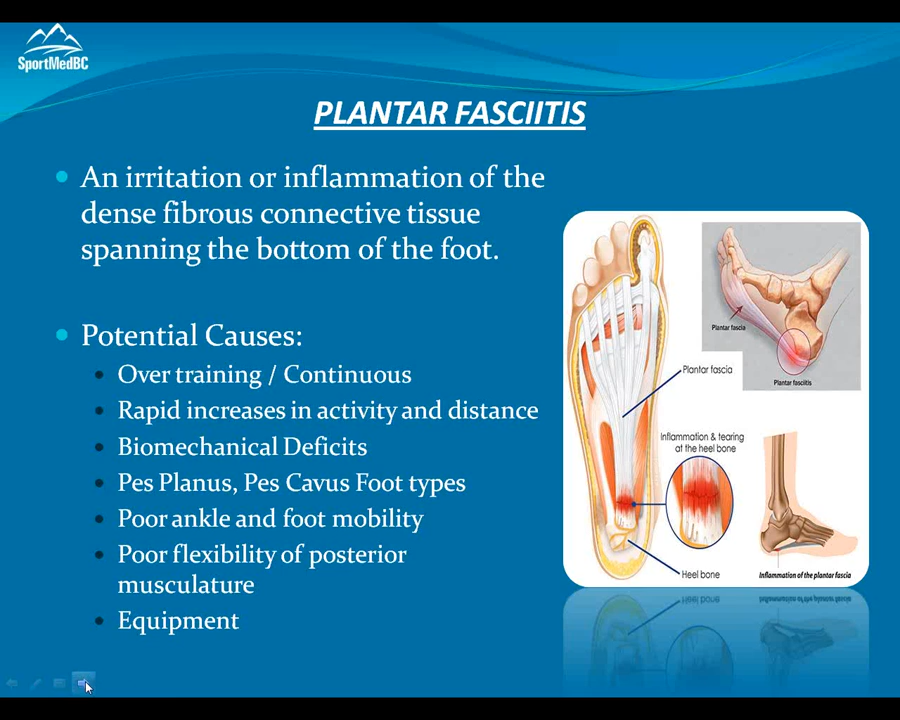 SportMedBC
PLANTAR FASCIITIS
An irritation or inflammation of the
dense fibrous connective tissue
spanning the bottom of the foot.
Potential Causes:
Over training / Continuous
Rapid increases in activity and distance
Biomechanical Deficits
Pes Planus, Pes Cavus Foot types
Poor ankle and foot mobility
Poor flexibility of posterior
musculature
Equipment
Plantar fascia
Plantar fasciitis
Plantar fascia
Inflammation & tearing
at the heel bone
Heel bone
Inflammation of the plantar fascia